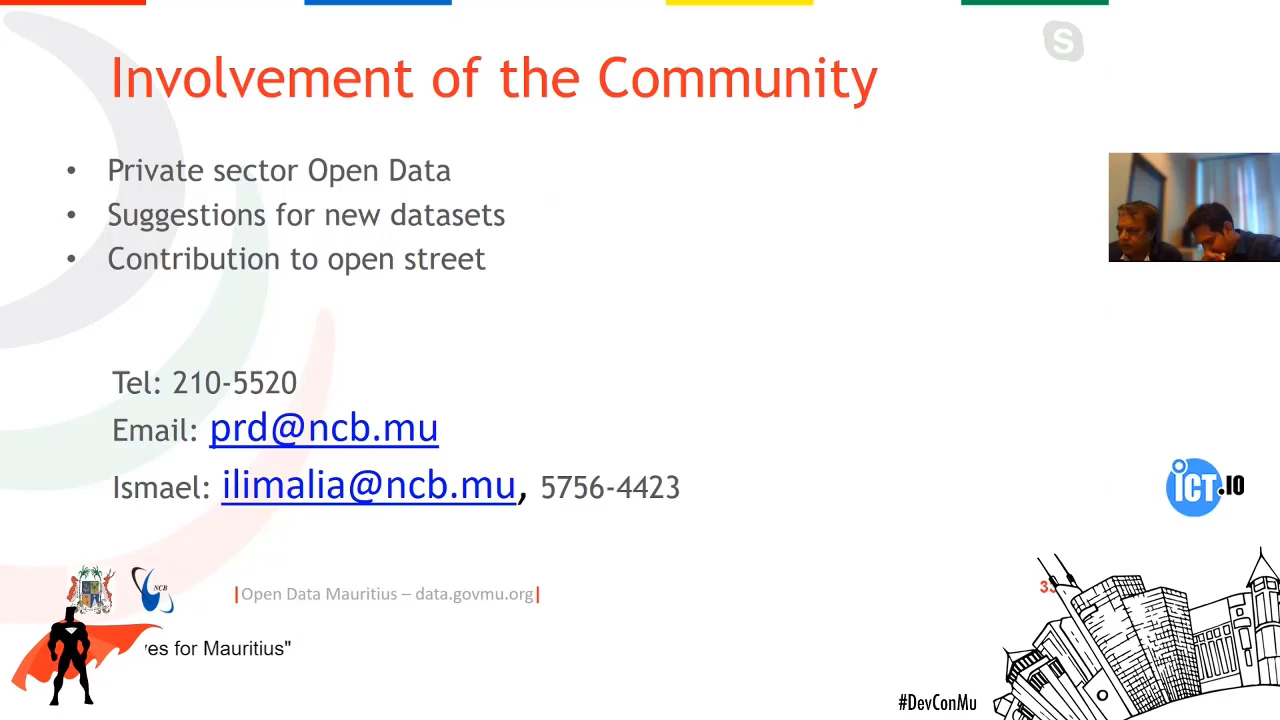 S
Involvement of the Community
• Private sector Open Data
• Suggestions for new datasets
• Contribution to open street
Tel: 210-5520
Email: prd@ncb.mu
Ismael: ilimalia@ncb.mu, 5756-4423
iCT.IO
NCB
|Open Data Mauritius – data.govmu.org|
ves for Mauritius"
#DevConMu